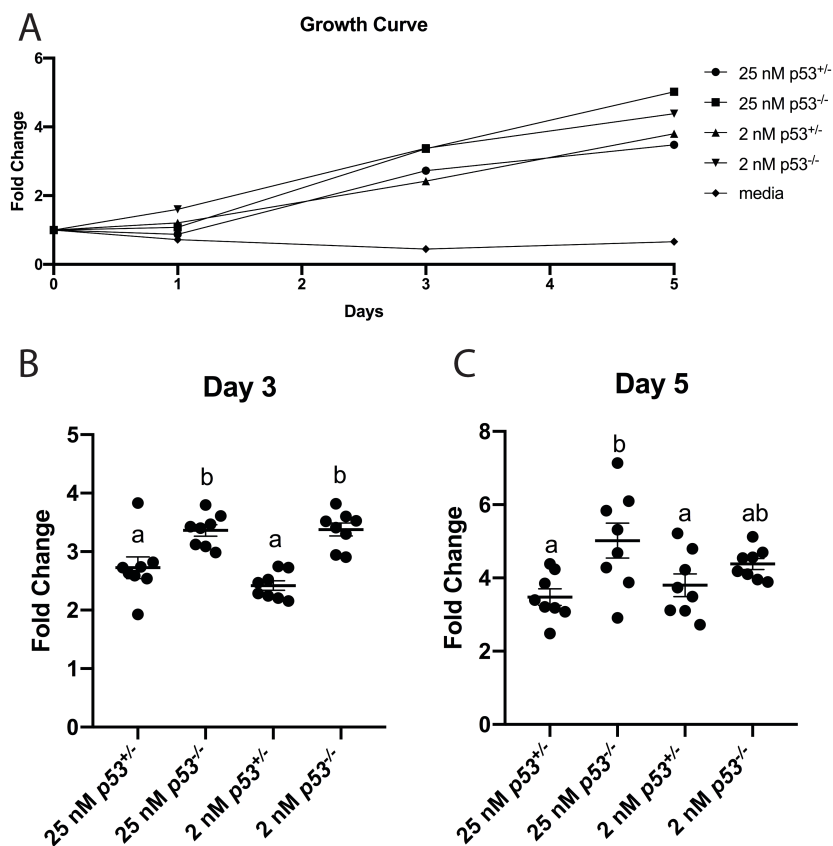 A
Growth Curve
6
4
2
0
Fold Change
0
1
2
3
4
5
Days
25 nM p53+/-
25 nM p53-/-
2 nM p53+/-
2 nM p53-/-
media
B
Day 3
5
4
3
2
1
0
Fold Change
a
b
a
b
25 nM p53+/-
25 nM p53-/-
2 nM p53+/-
2 nM p53-/-
C
Day 5
8
6
4
2
0
Fold Change
a
b
a
ab
25 nM p53+/-
25 nM p53-/-
2 nM p53+/-
2 nM p53-/-